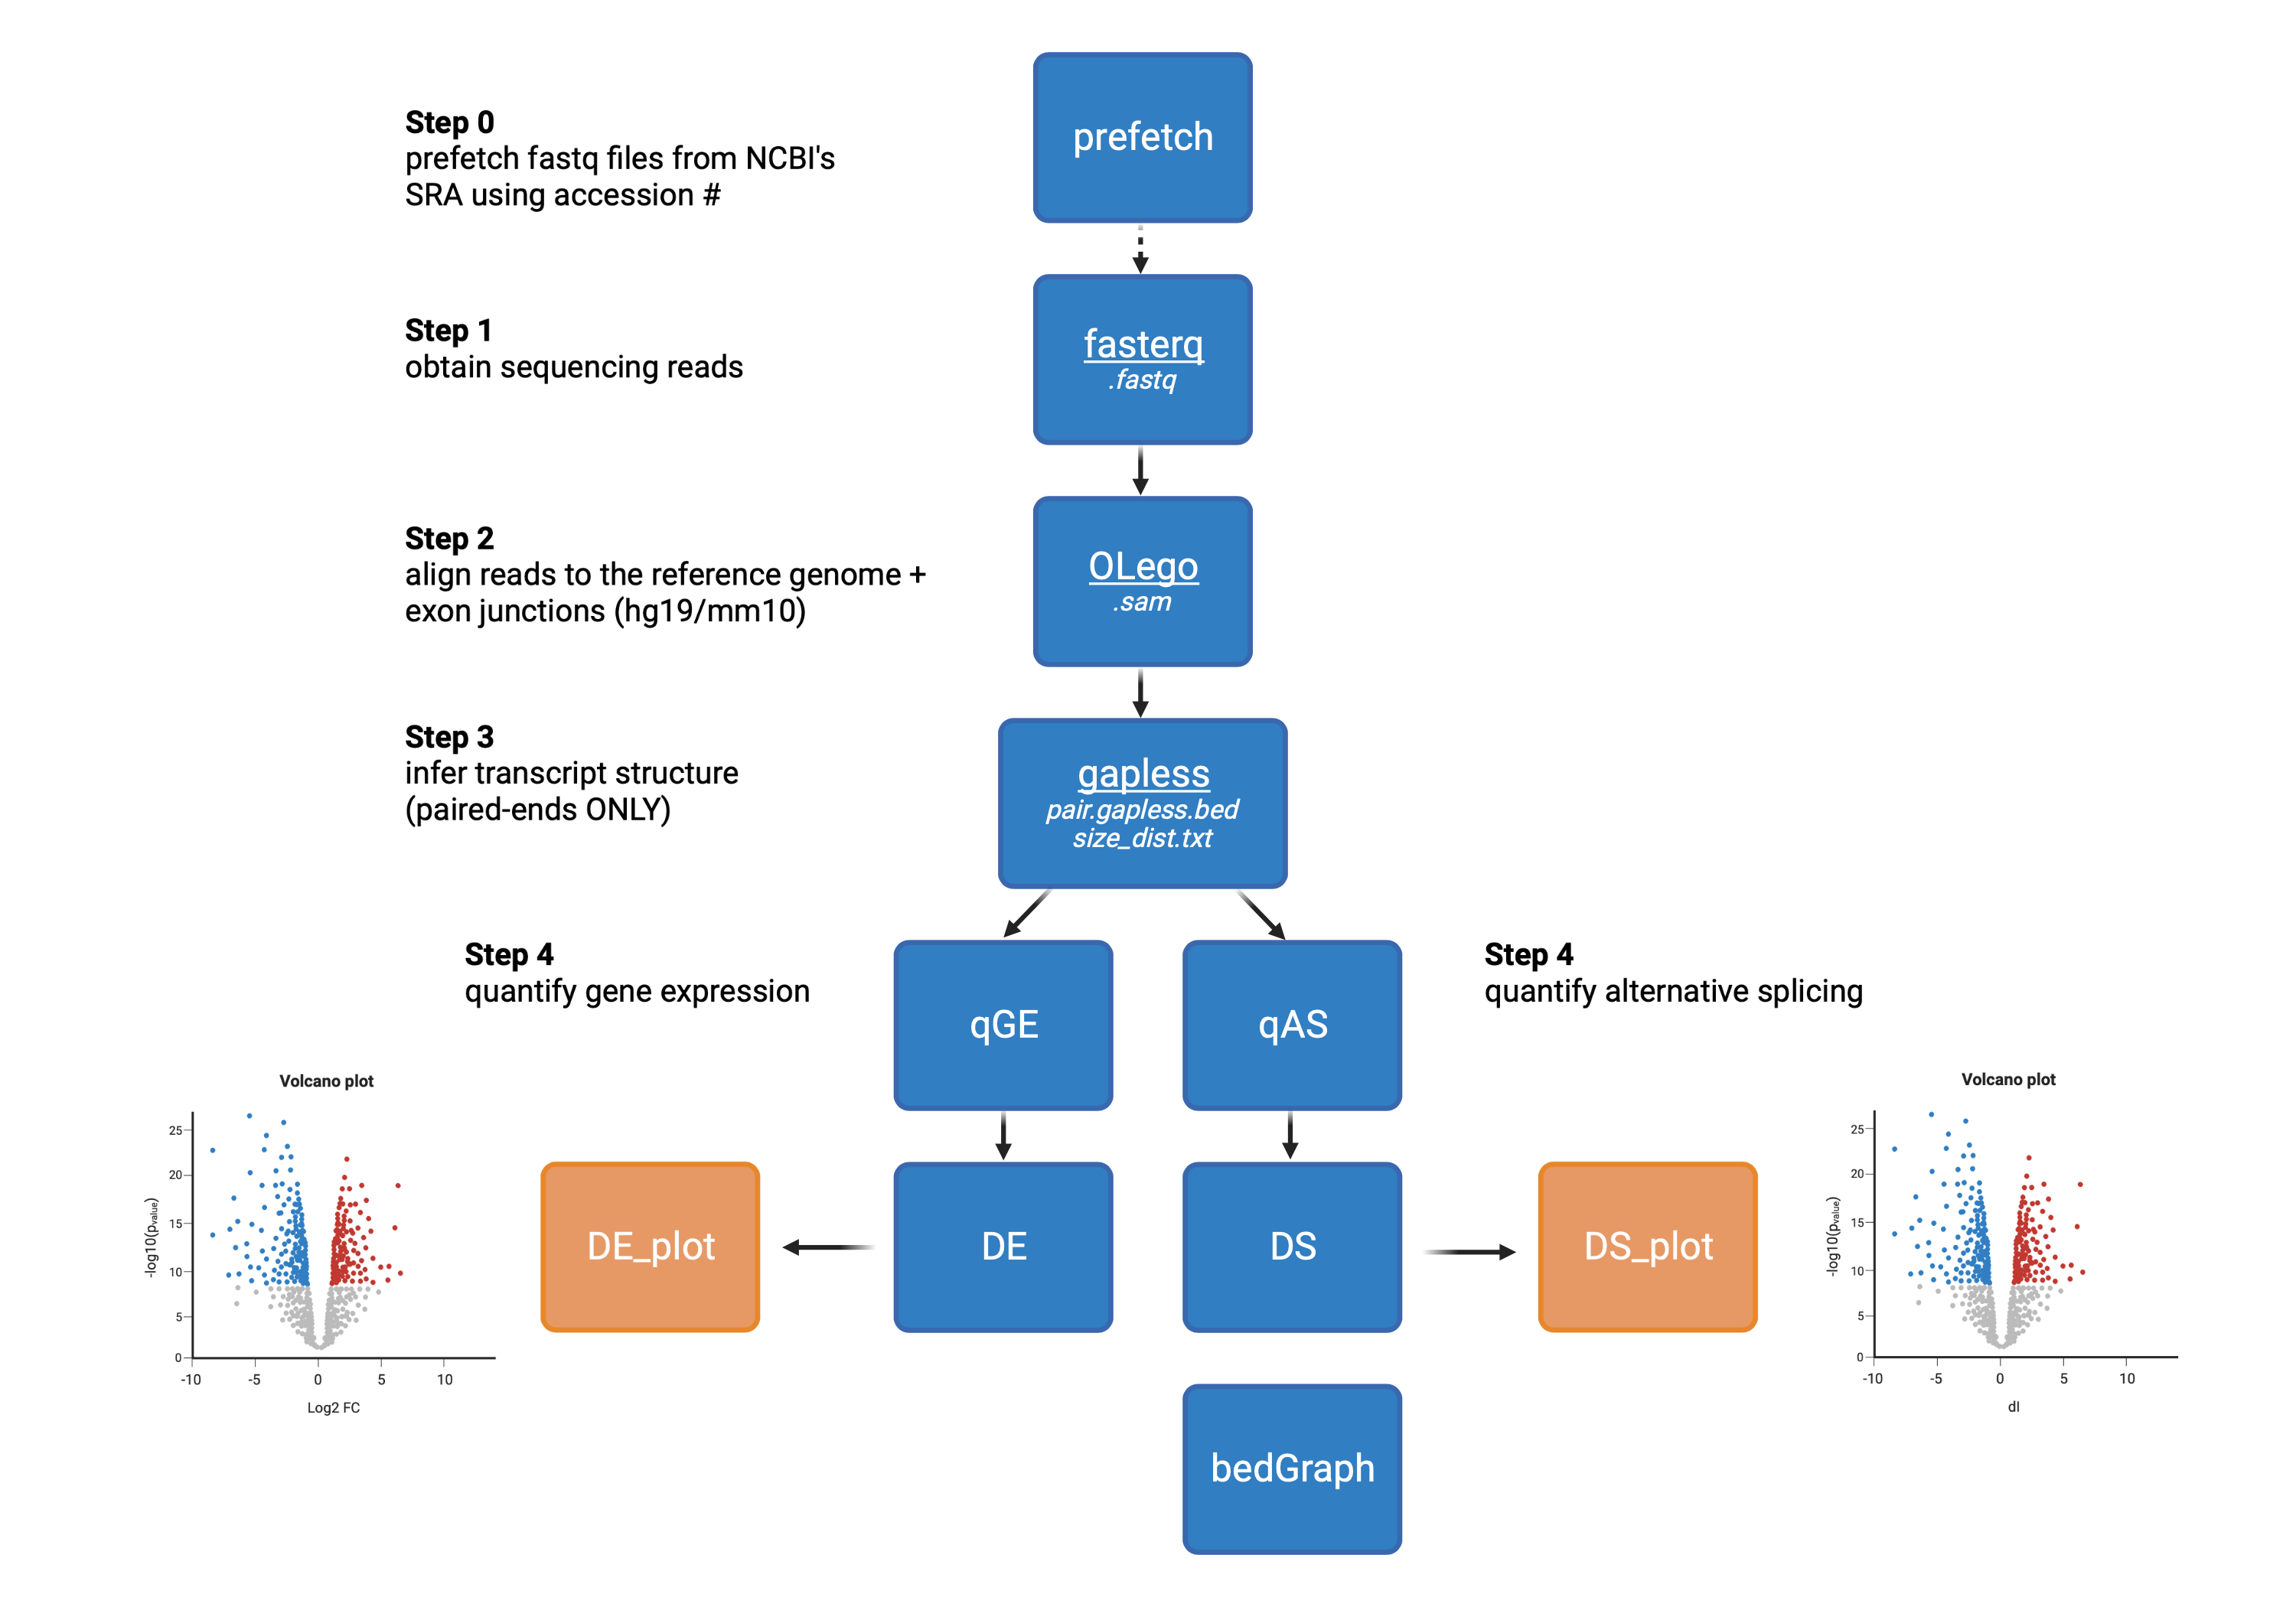 prefetch
Step 0
prefetch fastq files from NCBI's
SRA using accession #
fasterq
.fastq
Step 1
obtain sequencing reads
OLego
.sam
Step 2
align reads to the reference genome +
exon junctions (hg19/mm10)
gapless
pair.gapless.bed
size_dist.txt
Step 3
infer transcript structure
(paired-ends ONLY)
Step 4
quantify gene expression
qGE
qAS
Step 4
quantify alternative splicing
Volcano plot
25
20
15
10
5
0
-log10(pvalue)
-10
-5
0
5
10
Log2 FC
DE_plot
DE
DS
DS_plot
Volcano plot
25
20
15
10
5
0
-log10(pvalue)
-10
-5
0
5
10
dI
bedGraph